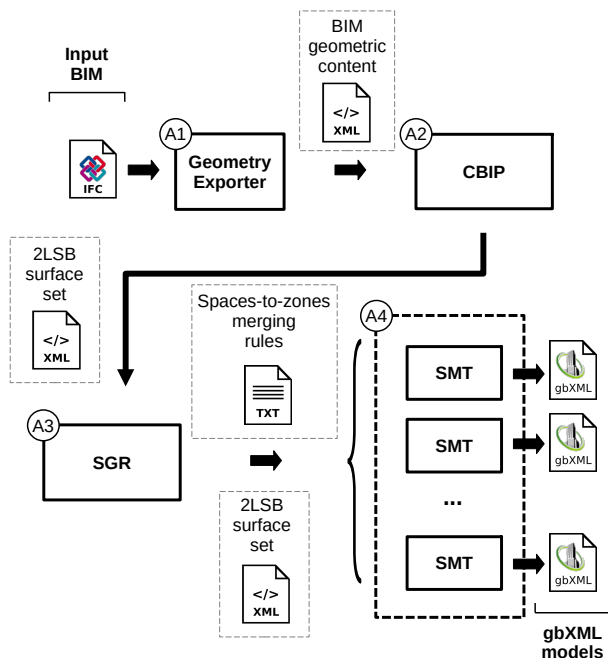 Input
BIM
IFC
A1
Geometry
Exporter
BIM
geometric
content
</>
XML
A2
CBIP
2LSB
surface
set
</>
XML
A3
SGR
Spaces-to-zones
merging
rules
TXT
2LSB
surface
set
</>
XML
A4
SMT
gbXML
SMT
gbXML
...
SMT
gbXML
gbXML
models